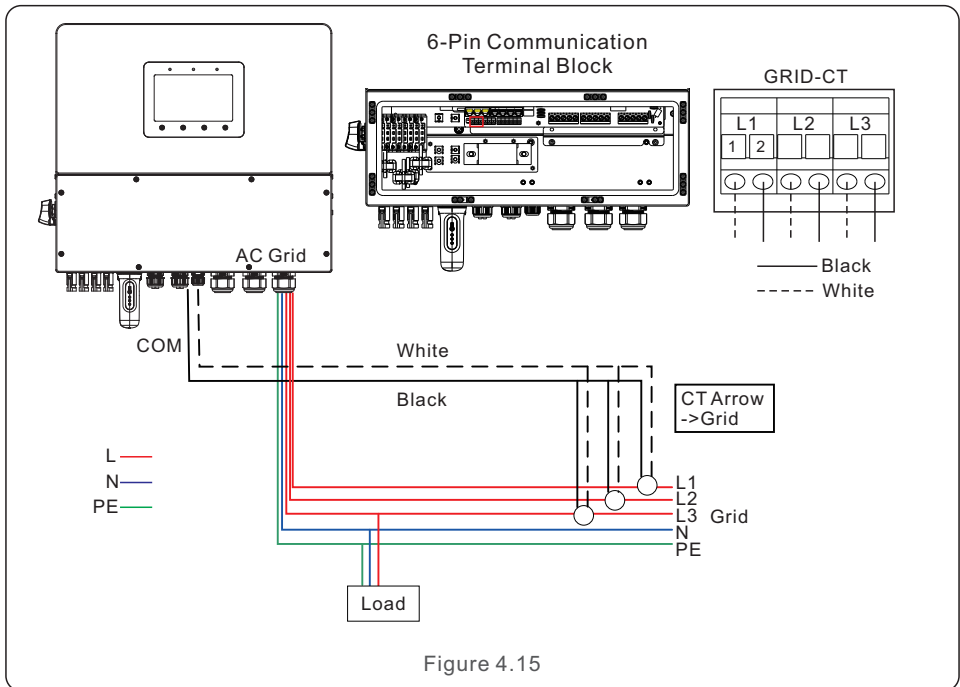 6-Pin Communication
Terminal Block
GRID-CT
L1 L2 L3
1 2
Black
White
AC Grid
COM
White
Black
CT Arrow
->Grid
L
N
PE
L1
L2
L3 Grid
N
PE
Load
Figure 4.15